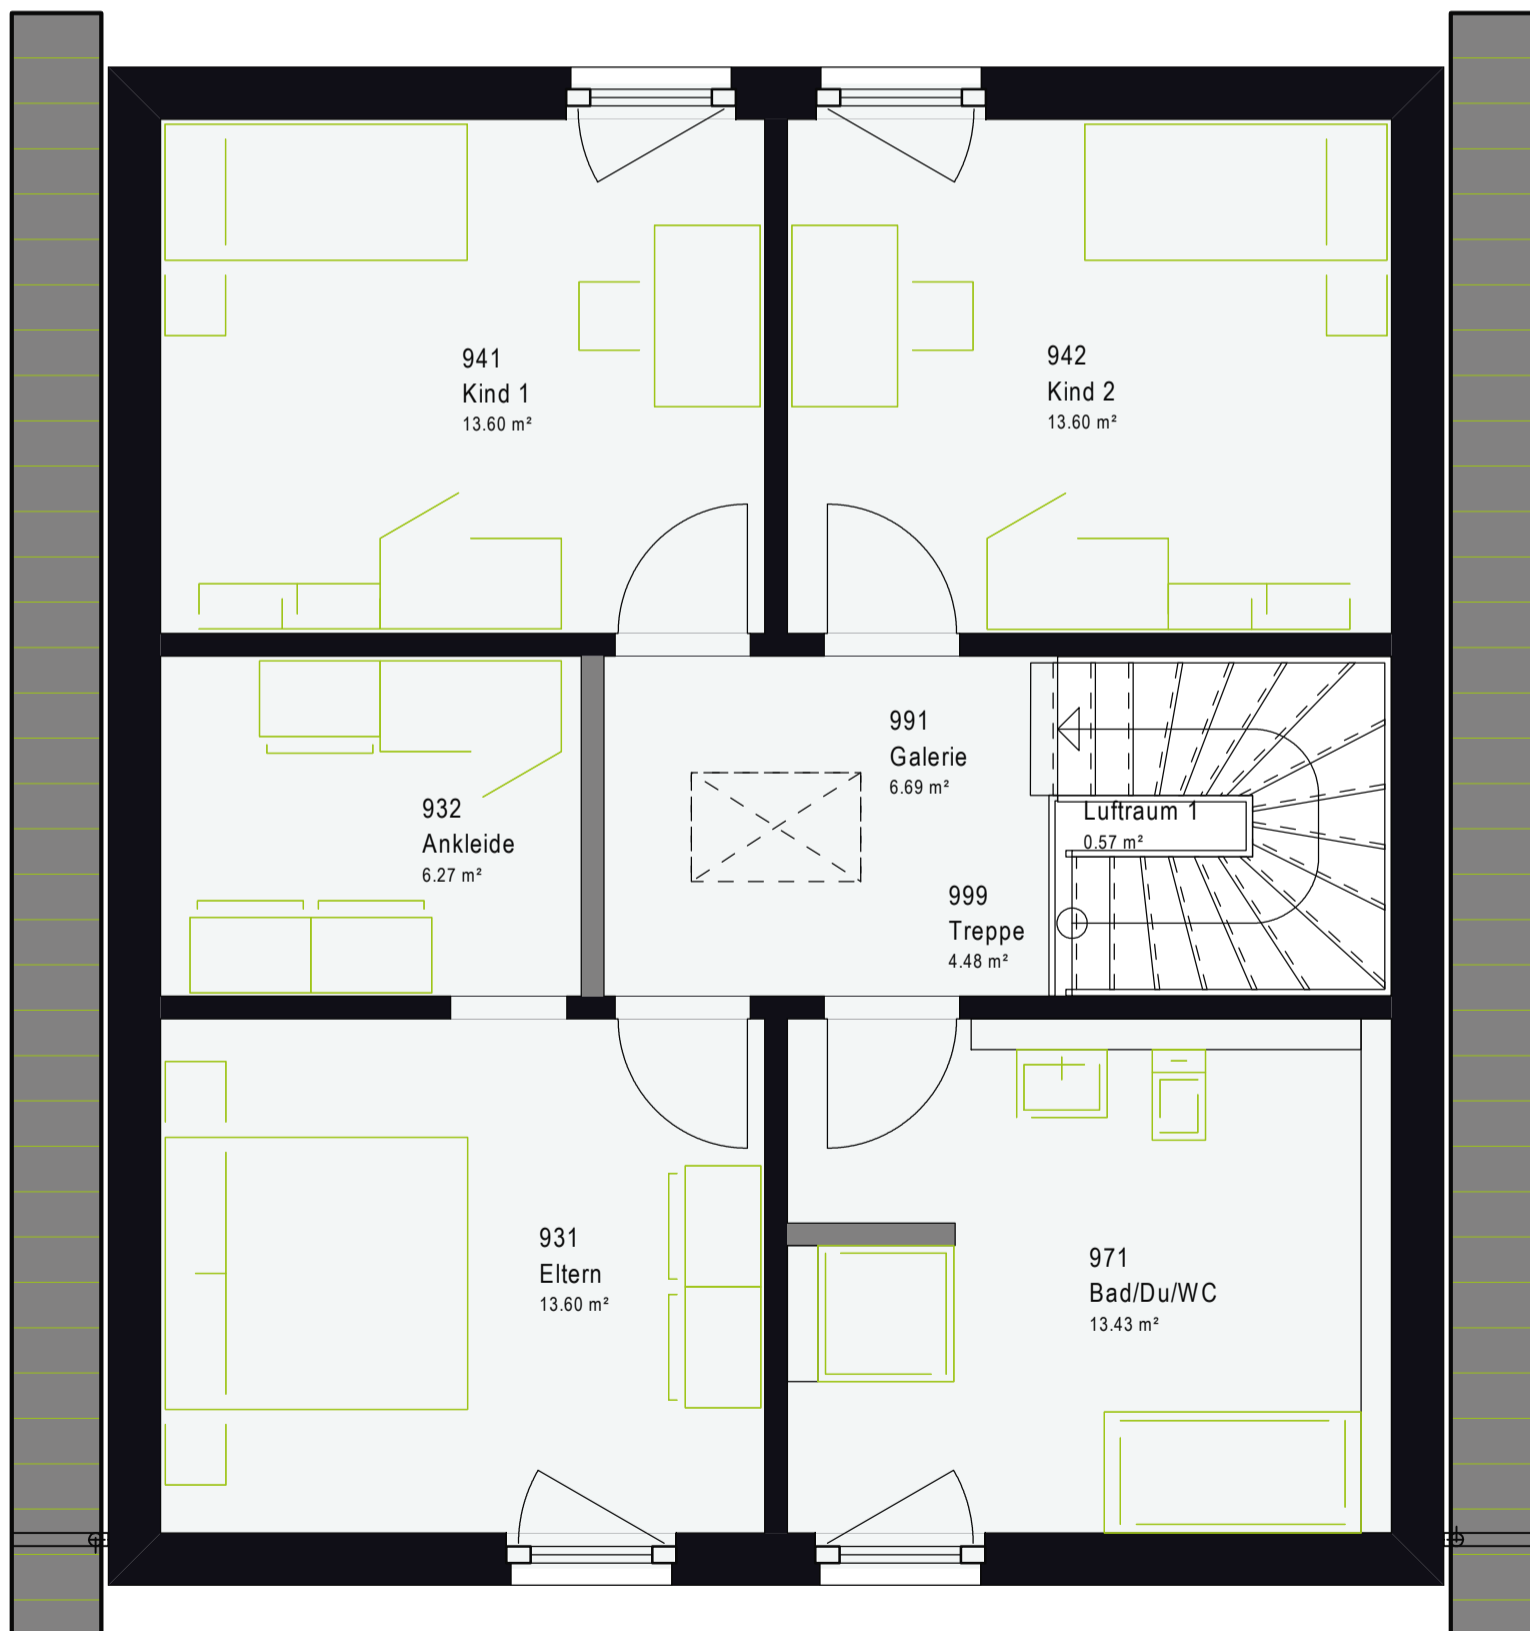 941
Kind 1
13.60 m²
942
Kind 2
13.60 m²
991
Galerie
6.69 m²
932
Ankleide
6.27 m²
Luftraum 1
0.57 m²
999
Treppe
4.48 m²
931
Eltern
13.60 m²
971
Bad/Du/WC
13.43 m²